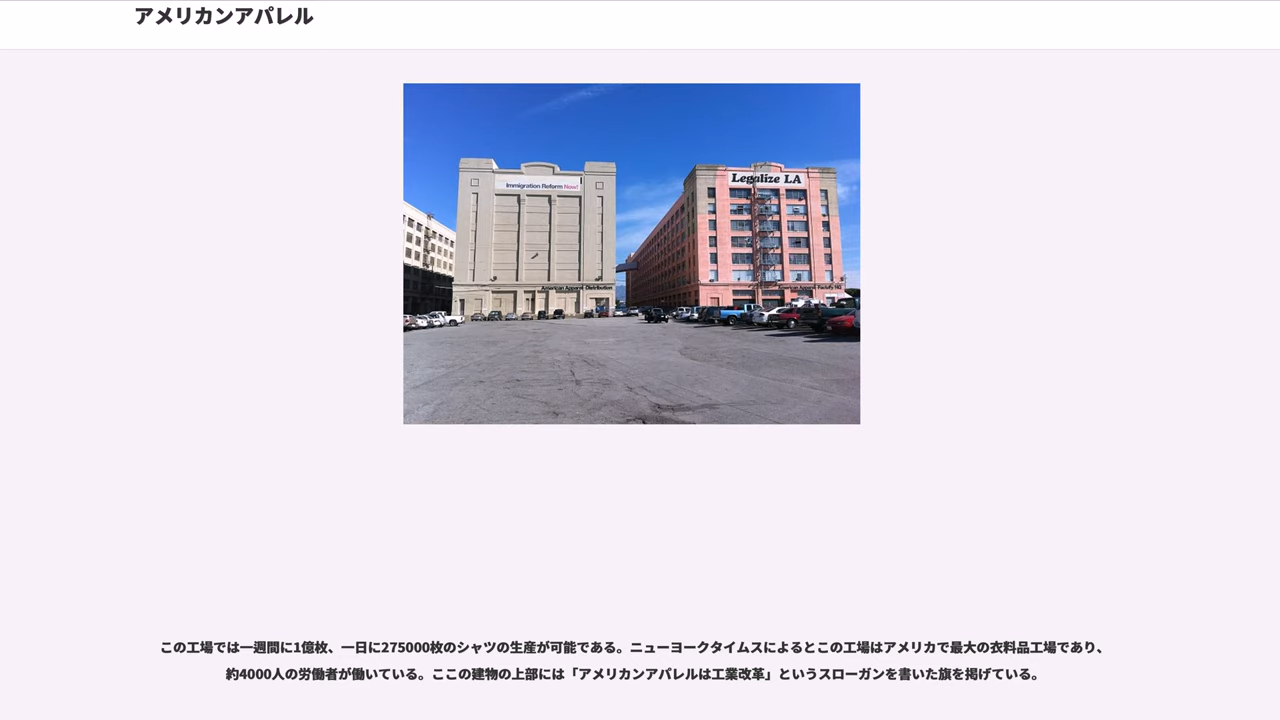 アメリカンアパレル
Immigration Reform Now!
Legalize LA
American Apparel Distribution
American Apparel Factory HQ
この工場では一週間に1億枚、一日に275000枚のシャツの生産が可能である。ニューヨークタイムスによるとこの工場はアメリカで最大の衣料品工場であり、
約4000人の労働者が働いている。ここの建物の上部には「アメリカンアパレルは工業改革」というスローガンを書いた旗を掲げている。